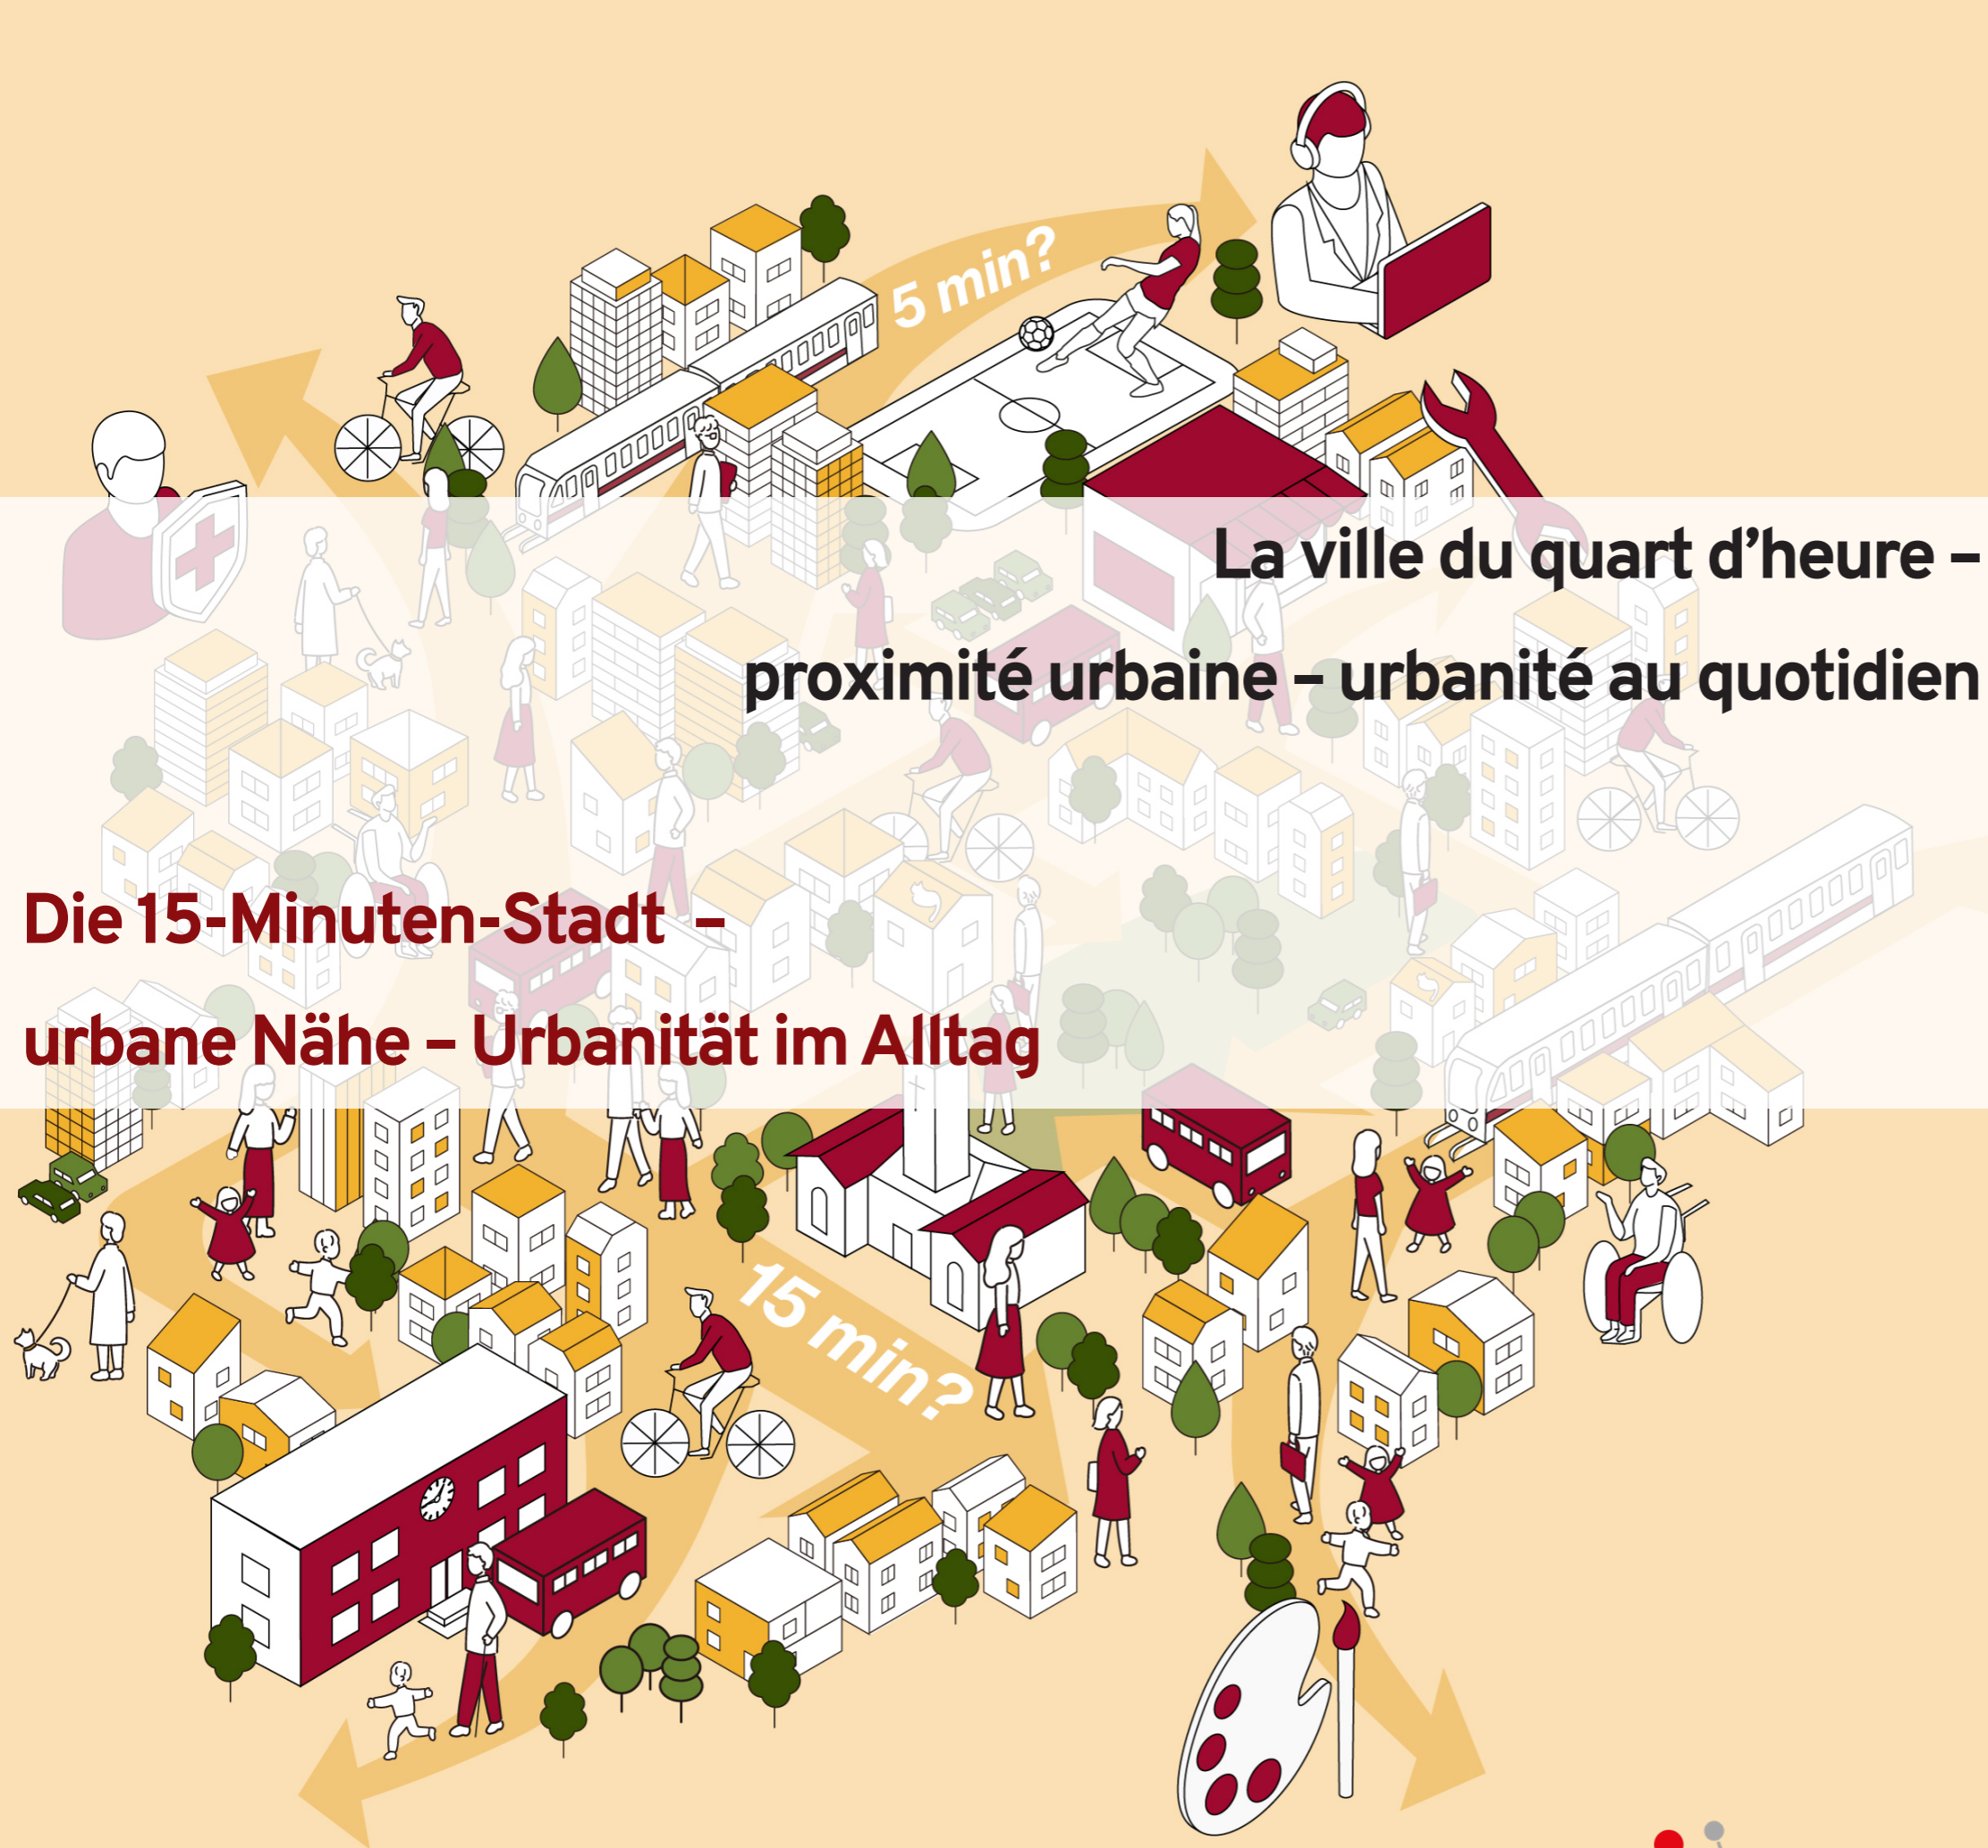 5 min?
La ville du quart d’heure –
proximité urbaine – urbanité au quotidien
Die 15-Minuten-Stadt –
urbane Nähe – Urbanität im Alltag
15 min?